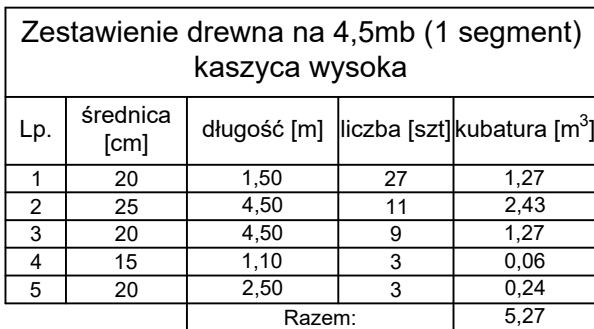 Zestawienie drewna na 4,5mb (1 segment)
kaszyca wysoka
Lp. średnica [cm] długość [m] liczba [szt] kubatura [m³]
1 20 1,50 27 1,27
2 25 4,50 11 2,43
3 20 4,50 9 1,27
4 15 1,10 3 0,06
5 20 2,50 3 0,24
Razem: 5,27